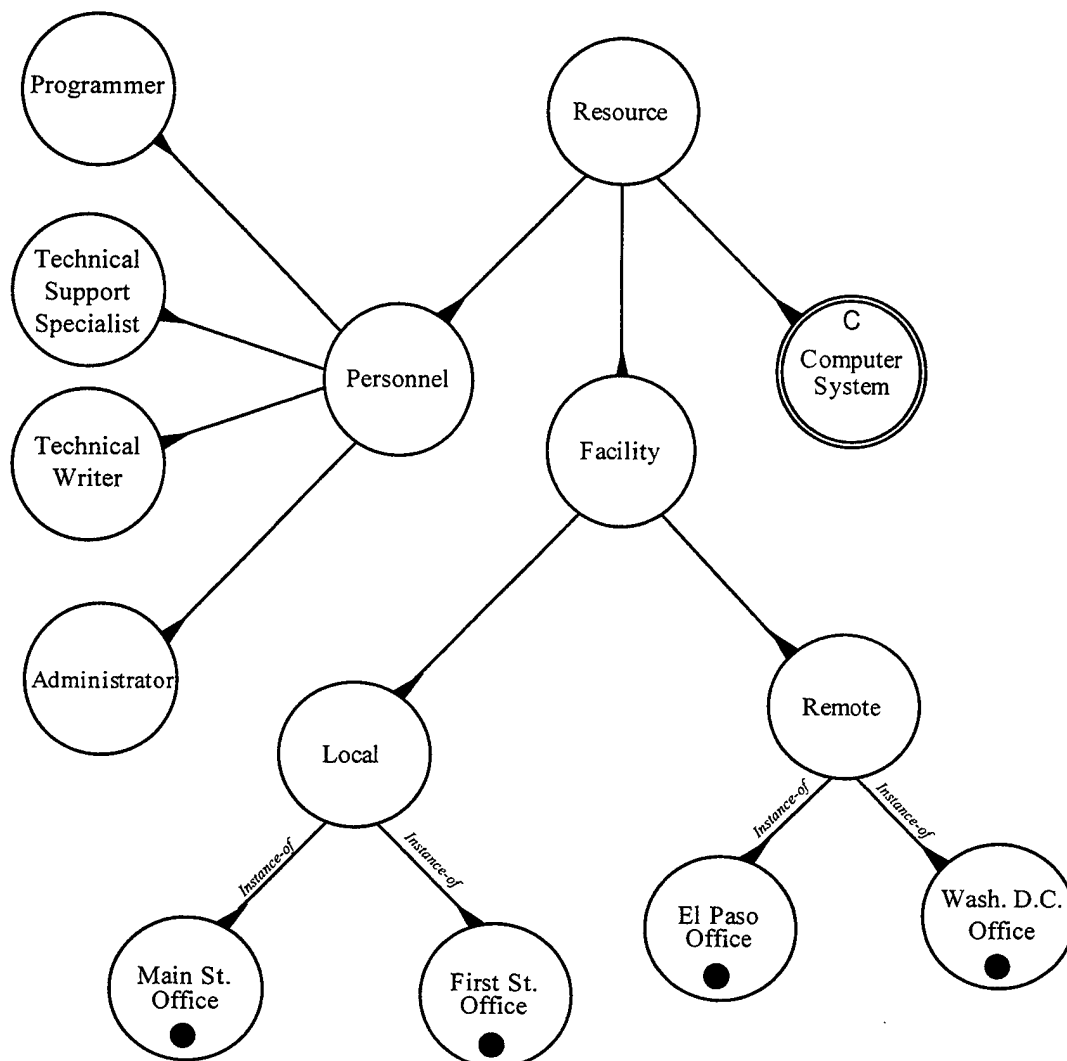 Programmer
Resource
Technical
Support
Specialist
C
Computer
System
Personnel
Technical
Writer
Facility
Administrator
Remote
Local
Instance-of
Instance-of
Instance-of
Instance-of
El Paso
Office
Wash. D.C.
Office
Main St.
Office
First St.
Office